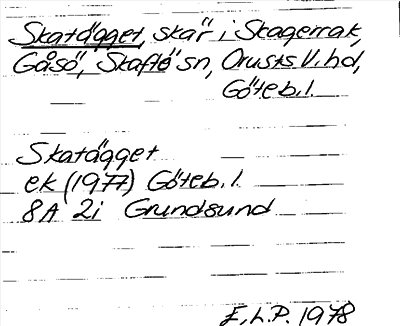 Skatägget, skär i Skagerrak,
Gåsö, Skaftö sn, Orusts V. hd,
Göteb. l.
Skatägget
ek (1977) Göteb. l.
8A 2i Grundsund
E.L.P. 1978